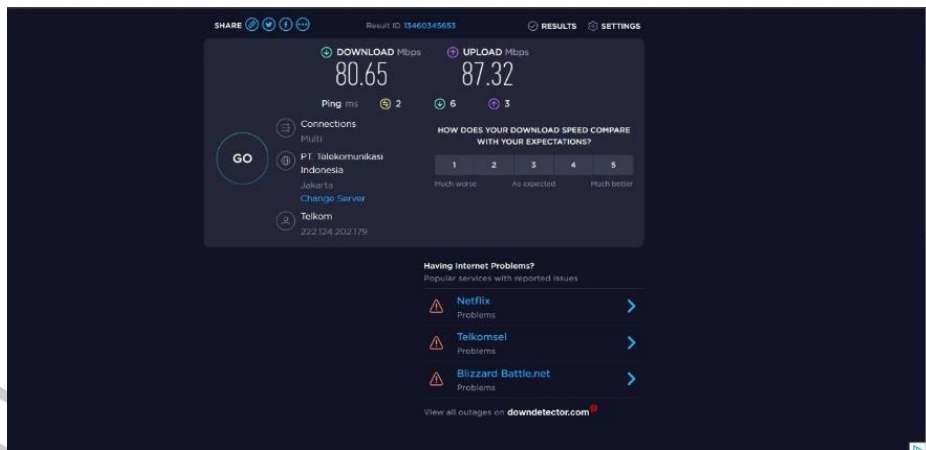 SHARE Result ID 13460345653 RESULTS SETTINGS
DOWNLOAD Mbps UPLOAD Mbps
80.65 87.32
Ping ms 2 6 3
Connections
Multi
HOW DOES YOUR DOWNLOAD SPEED COMPARE
WITH YOUR EXPECTATIONS?
GO
PT. Telekomunikasi
Indonesia
1 2 3 4 5
Much worse As expected Much better
Jakarta
Change Server
Telkom
222.124.202.179
Having Internet Problems?
Popular services with reported issues
Netflix
Problems
Telkomsel
Problems
Blizzard Battle.net
Problems
View all outages on downdetector.com